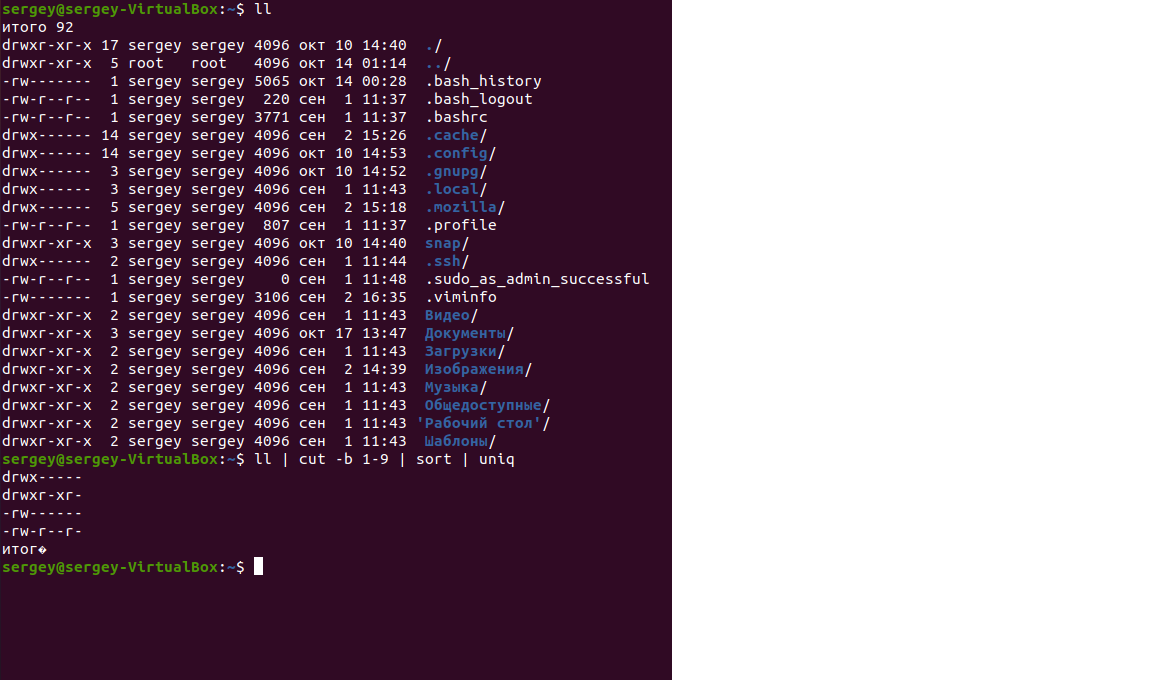 sergey@sergey-VirtualBox:~$ ll
итого 92
drwxr-xr-x 17 sergey sergey 4096 окт 10 14:40  ./
drwxr-xr-x  5 root   root   4096 окт 14 01:14  ../
-rw-------  1 sergey sergey 5065 окт 14 00:28  .bash_history
-rw-r--r--  1 sergey sergey  220 сен  1 11:37  .bash_logout
-rw-r--r--  1 sergey sergey 3771 сен  1 11:37  .bashrc
drwx------ 14 sergey sergey 4096 сен  2 15:26  .cache/
drwx------ 14 sergey sergey 4096 окт 10 14:53  .config/
drwx------  3 sergey sergey 4096 окт 10 14:52  .gnupg/
drwx------  3 sergey sergey 4096 сен  1 11:43  .local/
drwx------  5 sergey sergey 4096 сен  2 15:18  .mozilla/
-rw-r--r--  1 sergey sergey  807 сен  1 11:37  .profile
drwxr-xr-x  3 sergey sergey 4096 окт 10 14:40  snap/
drwx------  2 sergey sergey 4096 сен  1 11:44  .ssh/
-rw-r--r--  1 sergey sergey    0 сен  1 11:48  .sudo_as_admin_successful
-rw-------  1 sergey sergey 3106 сен  2 16:35  .viminfo
drwxr-xr-x  2 sergey sergey 4096 сен  1 11:43  Видео/
drwxr-xr-x  3 sergey sergey 4096 окт 17 13:47  Документы/
drwxr-xr-x  2 sergey sergey 4096 сен  1 11:43  Загрузки/
drwxr-xr-x  2 sergey sergey 4096 сен  2 14:39  Изображения/
drwxr-xr-x  2 sergey sergey 4096 сен  1 11:43  Музыка/
drwxr-xr-x  2 sergey sergey 4096 сен  1 11:43  Общедоступные/
drwxr-xr-x  2 sergey sergey 4096 сен  1 11:43 'Рабочий стол'/
drwxr-xr-x  2 sergey sergey 4096 сен  1 11:43  Шаблоны/
sergey@sergey-VirtualBox:~$ ll | cut -b 1-9 | sort | uniq
drwx-----
drwxr-xr-
-rw------
-rw-r--r-
итог�
sergey@sergey-VirtualBox:~$